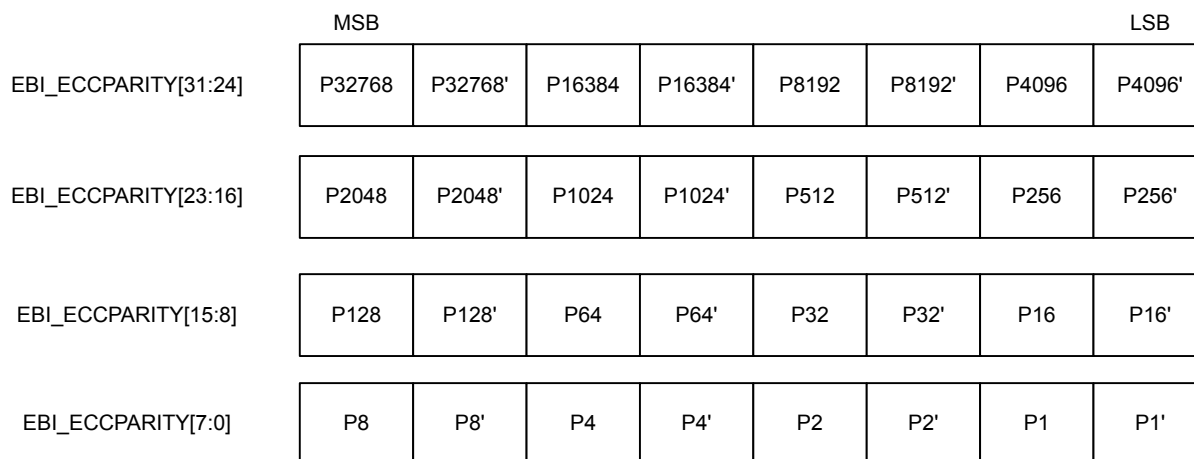 MSB LSB
EBI_ECCPARITY[31:24] P32768 P32768' P16384 P16384' P8192 P8192' P4096 P4096'
EBI_ECCPARITY[23:16] P2048 P2048' P1024 P1024' P512 P512' P256 P256'
EBI_ECCPARITY[15:8] P128 P128' P64 P64' P32 P32' P16 P16'
EBI_ECCPARITY[7:0] P8 P8' P4 P4' P2 P2' P1 P1'